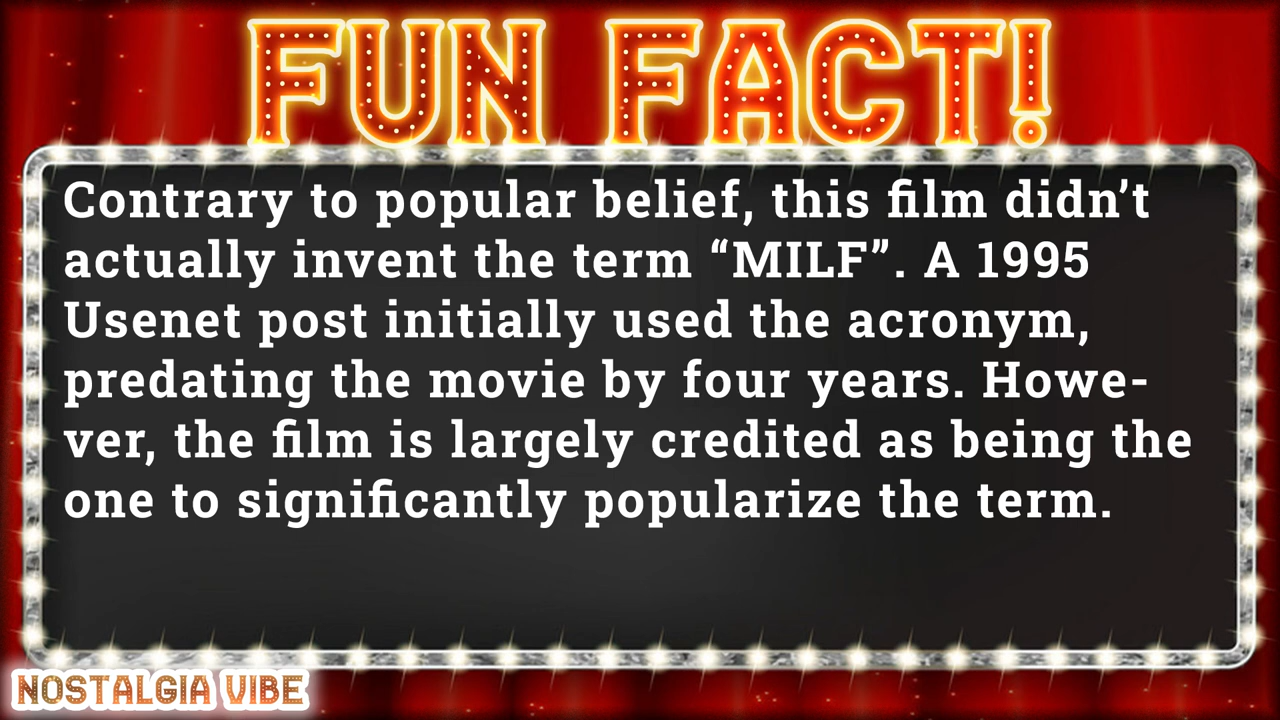 FUN FACT!
Contrary to popular belief, this film didn’t
actually invent the term “MILF”. A 1995
Usenet post initially used the acronym,
predating the movie by four years. Howe-
ver, the film is largely credited as being the
one to significantly popularize the term.
NOSTALGIA VIBE